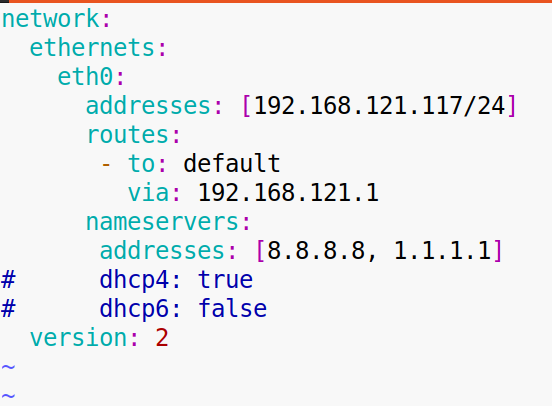 network:
  ethernets:
    eth0:
      addresses: [192.168.121.117/24]
      routes:
       - to: default
         via: 192.168.121.1
      nameservers:
       addresses: [8.8.8.8, 1.1.1.1]
#      dhcp4: true
#      dhcp6: false
  version: 2
~
~